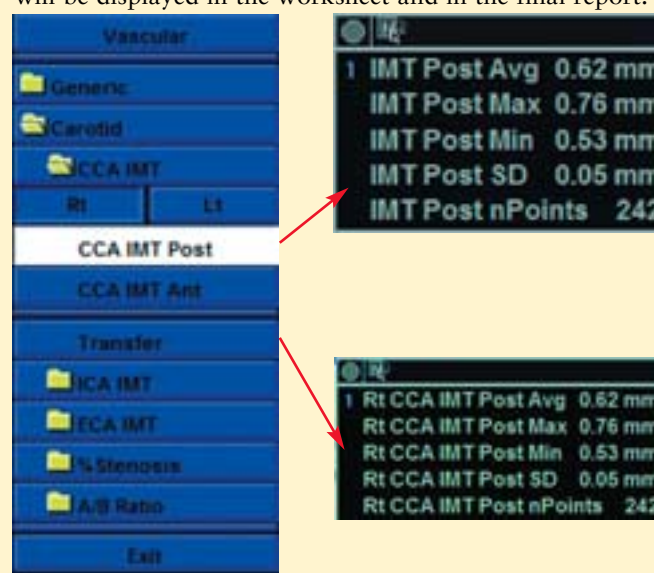 will be displayed in the worksheet and in the final report.
Vascular
Generic
Carotid
CCA IMT
Rt Lt
CCA IMT Post
CCA IMT Ant
Transfer
ICA IMT
ECA IMT
%Stenosis
A/B Ratio
Exit
1 IMT Post Avg 0.62 mm
IMT Post Max 0.76 mm
IMT Post Min 0.53 mm
IMT Post SD 0.05 mm
IMT Post nPoints 242
1 Rt CCA IMT Post Avg 0.62 mm
Rt CCA IMT Post Max 0.76 mm
Rt CCA IMT Post Min 0.53 mm
Rt CCA IMT Post SD 0.05 mm
Rt CCA IMT Post nPoints 242